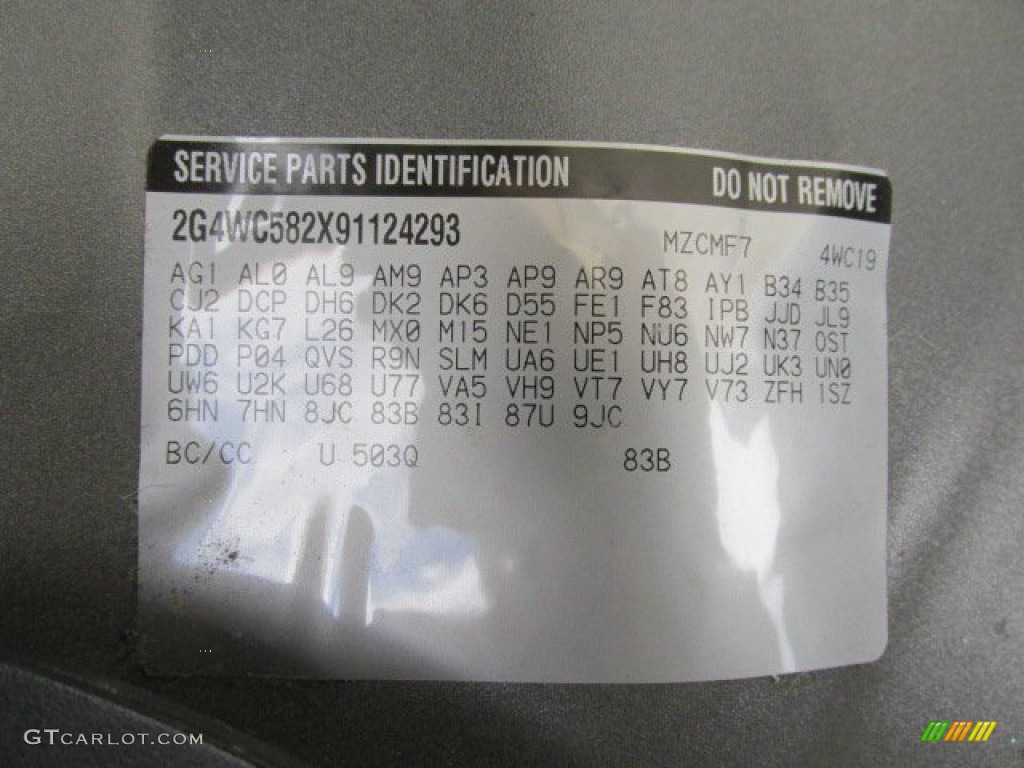 SERVICE PARTS IDENTIFICATION DO NOT REMOVE
2G4WC582X91124293 MZCMF7 4WC19
AG1 AL0 AL9 AM9 AP3 AP9 AR9 AT8 AY1 B34 B35
CJ2 DCP DH6 DK2 DK6 D55 FE1 F83 IPB JJD JL9
KA1 KG7 L26 MX0 M15 NE1 NP5 NU6 NW7 N37 OST
PDD P04 QVS R9N SLM UA6 UE1 UH8 UJ2 UK3 UN0
UW6 U2K U68 U77 VA5 VH9 VT7 VY7 V73 ZFH 1SZ
6HN 7HN 8JC 83B 83I 87U 9JC
BC/CC U 503Q 83B
GTCARLOT.COM